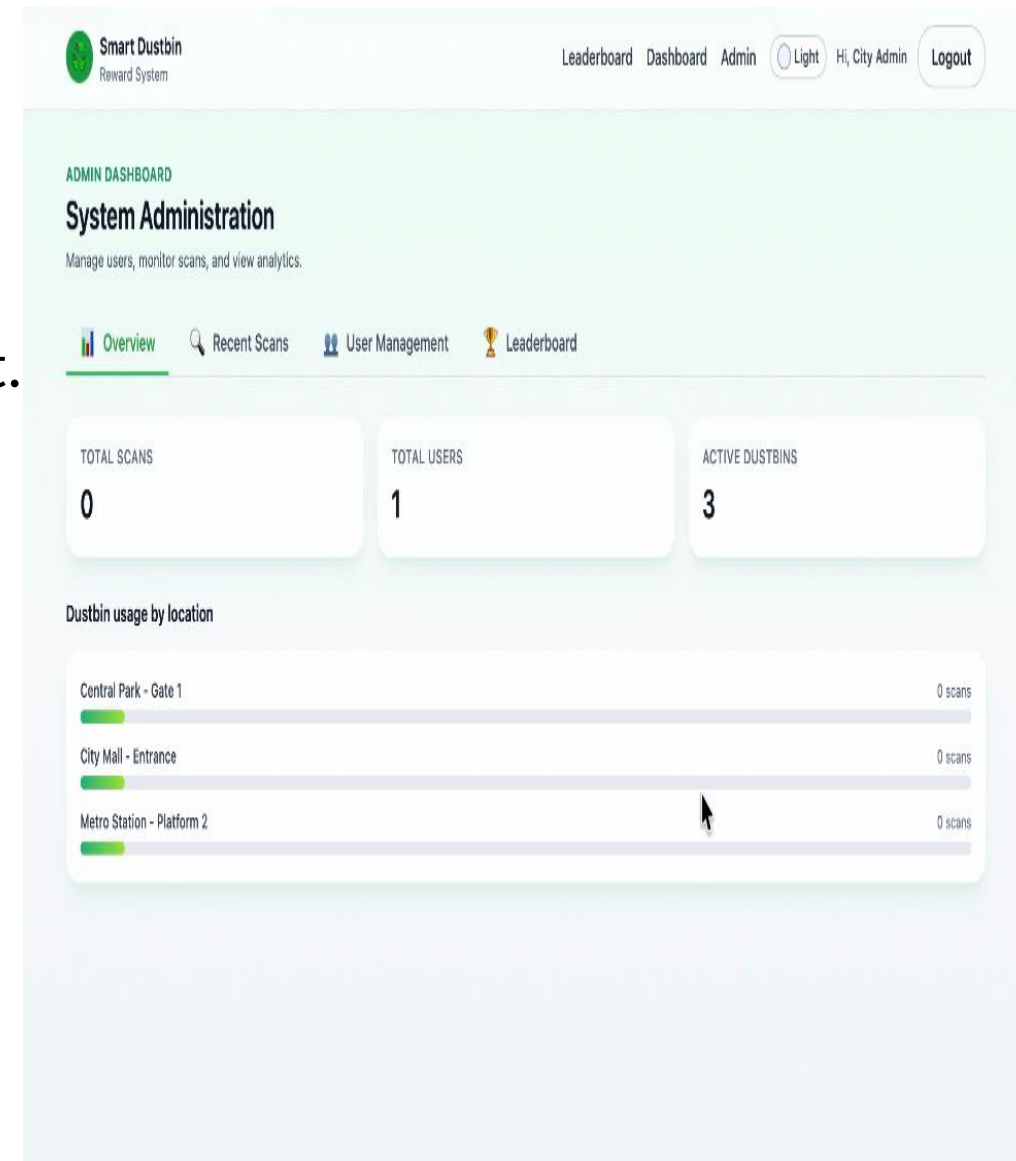 Smart Dustbin
Reward System
Leaderboard Dashboard Admin Light Hi, City Admin Logout
ADMIN DASHBOARD
System Administration
Manage users, monitor scans, and view analytics.
Overview Recent Scans User Management Leaderboard
TOTAL SCANS TOTAL USERS ACTIVE DUSTBINS
0 1 3
Dustbin usage by location
Central Park - Gate 1 0 scans
City Mall - Entrance 0 scans
Metro Station - Platform 2 0 scans